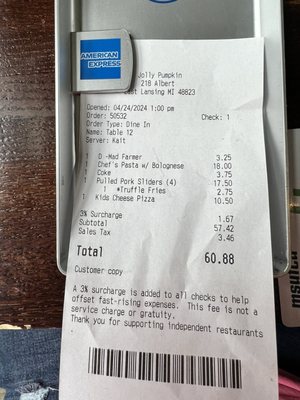 AMERICAN
EXPRESS
Jolly Pumpkin
218 Albert
East Lansing MI 48823
Opened: 04/24/2024 1:00 pm
Order: 50532 Check: 1
Order Type: Dine In
Name: Table 12
Server: Kait
1 D -Mad Farmer 3.25
1 Chef's Pasta w/ Bolognese 18.00
1 Coke 3.75
1 Pulled Pork Sliders (4) 17.50
1 *Truffle Fries 2.75
1 Kids Cheese Pizza 10.50
3% Surcharge 1.67
Subtotal 57.42
Sales Tax 3.46
Total 60.88
Customer copy
A 3% surcharge is added to all checks to help
offset fast-rising expenses. This fee is not a
service charge or gratuity.
Thank you for supporting independent restaurants